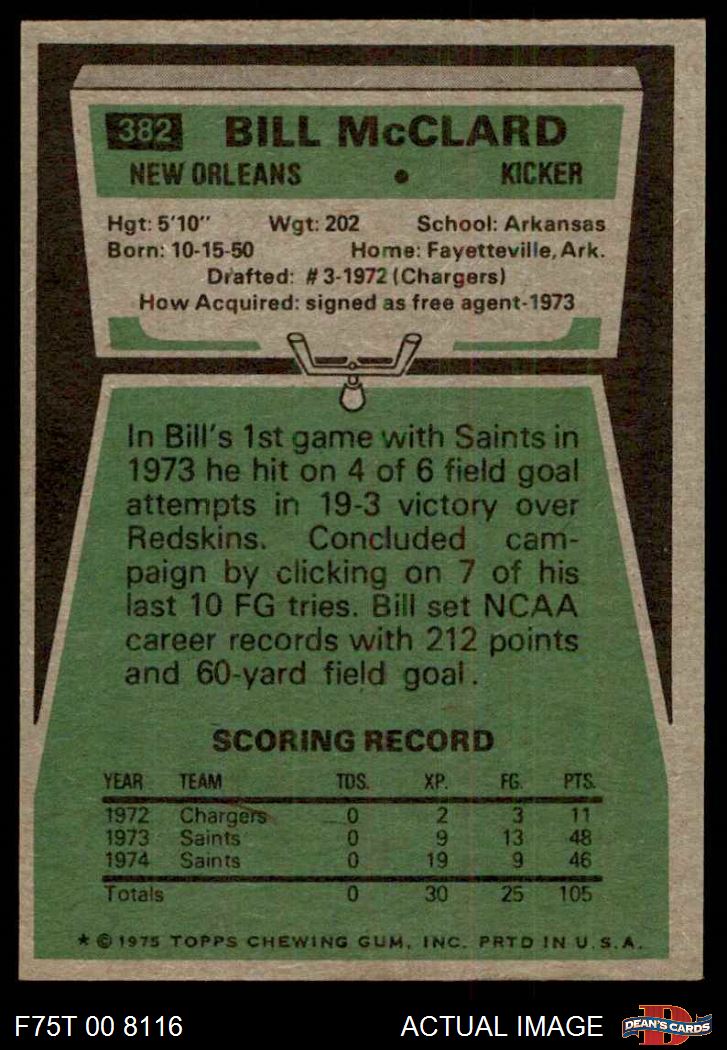 382 BILL McCLARD
NEW ORLEANS • KICKER
Hgt: 5'10" Wgt: 202 School: Arkansas
Born: 10-15-50 Home: Fayetteville, Ark.
Drafted: #3-1972 (Chargers)
How Acquired: signed as free agent-1973
In Bill's 1st game with Saints in
1973 he hit on 4 of 6 field goal
attempts in 19-3 victory over
Redskins. Concluded cam-
paign by clicking on 7 of his
last 10 FG tries. Bill set NCAA
career records with 212 points
and 60-yard field goal.
SCORING RECORD
YEAR TEAM TDS. XP. FG. PTS.
1972 Chargers 0 2 3 11
1973 Saints 0 9 13 48
1974 Saints 0 19 9 46
Totals 0 30 25 105
* © 1975 TOPPS CHEWING GUM, INC. PRTD IN U.S.A.
F75T 00 8116 ACTUAL IMAGE D DEAN'S CARDS